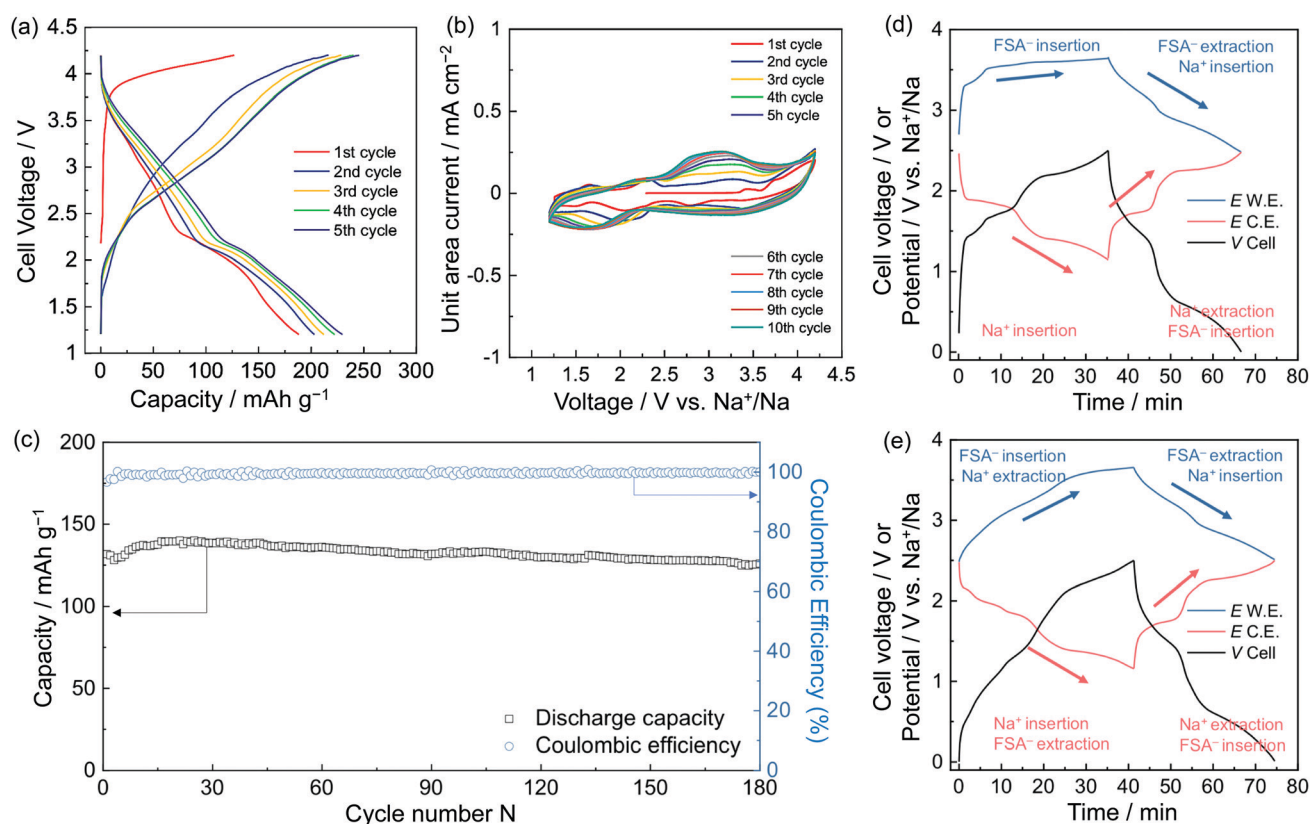 (a)
4.5
4
3.5
3
2.5
2
1.5
1
Cell Voltage / V
1st cycle
2nd cycle
3rd cycle
4th cycle
5th cycle
0 50 100 150 200 250 300
Capacity / mAh g⁻¹
(b)
1
0.5
0
-0.5
-1
Unit area current / mA cm⁻²
1st cycle
2nd cycle
3rd cycle
4th cycle
5h cycle
6th cycle
7th cycle
8th cycle
9th cycle
10th cycle
1 1.5 2 2.5 3 3.5 4 4.5
Voltage / V vs. Na⁺/Na
(c)
200
175
150
125
100
75
50
25
0
Capacity / mAh g⁻¹
100
80
60
40
20
0
Coulombic Efficiency (%)
Discharge capacity
Coulombic efficiency
0 30 60 90 120 150 180
Cycle number N
(d)
4
3
2
1
0
Cell voltage / V or
Potential / V vs. Na⁺/Na
FSA⁻ insertion
FSA⁻ extraction
Na⁺ insertion
E W.E.
E C.E.
V Cell
Na⁺ insertion
Na⁺ extraction
FSA⁻ insertion
0 10 20 30 40 50 60 70 80
Time / min
(e)
4
3
2
1
0
Cell voltage / V or
Potential / V vs. Na⁺/Na
FSA⁻ insertion
Na⁺ extraction
FSA⁻ extraction
Na⁺ insertion
E W.E.
E C.E.
V Cell
Na⁺ insertion
FSA⁻ extraction
Na⁺ extraction
FSA⁻ insertion
0 10 20 30 40 50 60 70 80
Time / min